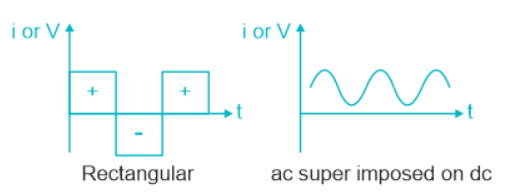 i or V
+
+
-
t
Rectangular
i or V
t
ac super imposed on dc